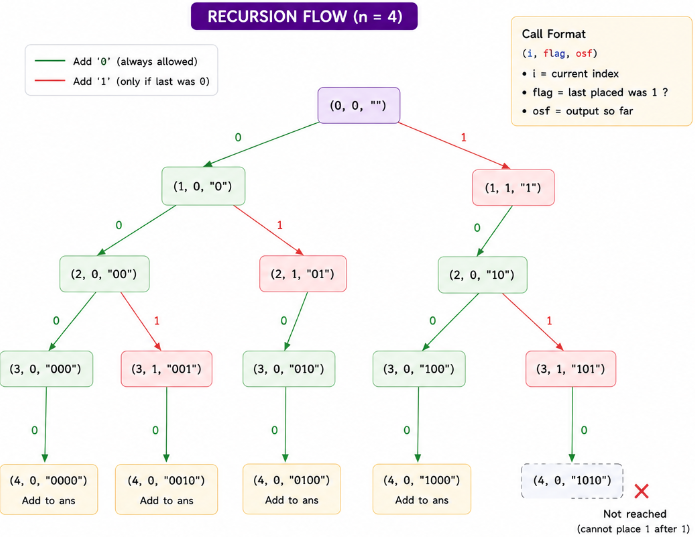 RECURSION FLOW (n = 4)
Add '0' (always allowed)
Add '1' (only if last was 0)
Call Format
(i, flag, osf)
• i = current index
• flag = last placed was 1 ?
• osf = output so far
(0, 0, "")
0
1
(1, 0, "0")
(1, 1, "1")
0
1
0
(2, 0, "00")
(2, 1, "01")
(2, 0, "10")
0
1
0
0
1
(3, 0, "000")
(3, 1, "001")
(3, 0, "010")
(3, 0, "100")
(3, 1, "101")
0
0
0
0
0
(4, 0, "0000")
Add to ans
(4, 0, "0010")
Add to ans
(4, 0, "0100")
Add to ans
(4, 0, "1000")
Add to ans
(4, 0, "1010")
Not reached
(cannot place 1 after 1)